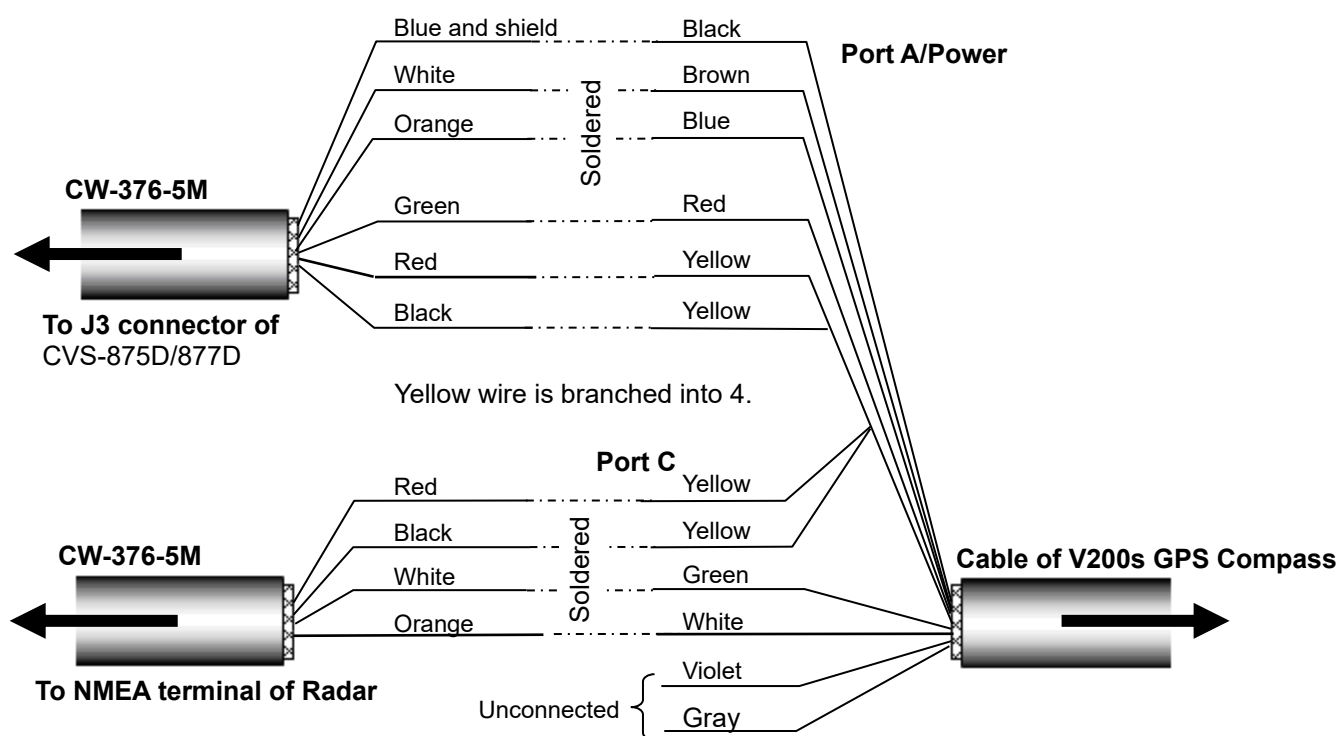 Blue and shield Black
Port A/Power
White Brown
Orange Blue
Soldered
CW-376-5M
Green Red
Red Yellow
Black Yellow
To J3 connector of
CVS-875D/877D
Yellow wire is branched into 4.
Port C
Red Yellow
Black Yellow
Soldered
CW-376-5M
Cable of V200s GPS Compass
White Green
Orange White
To NMEA terminal of Radar
Violet
Unconnected
Gray